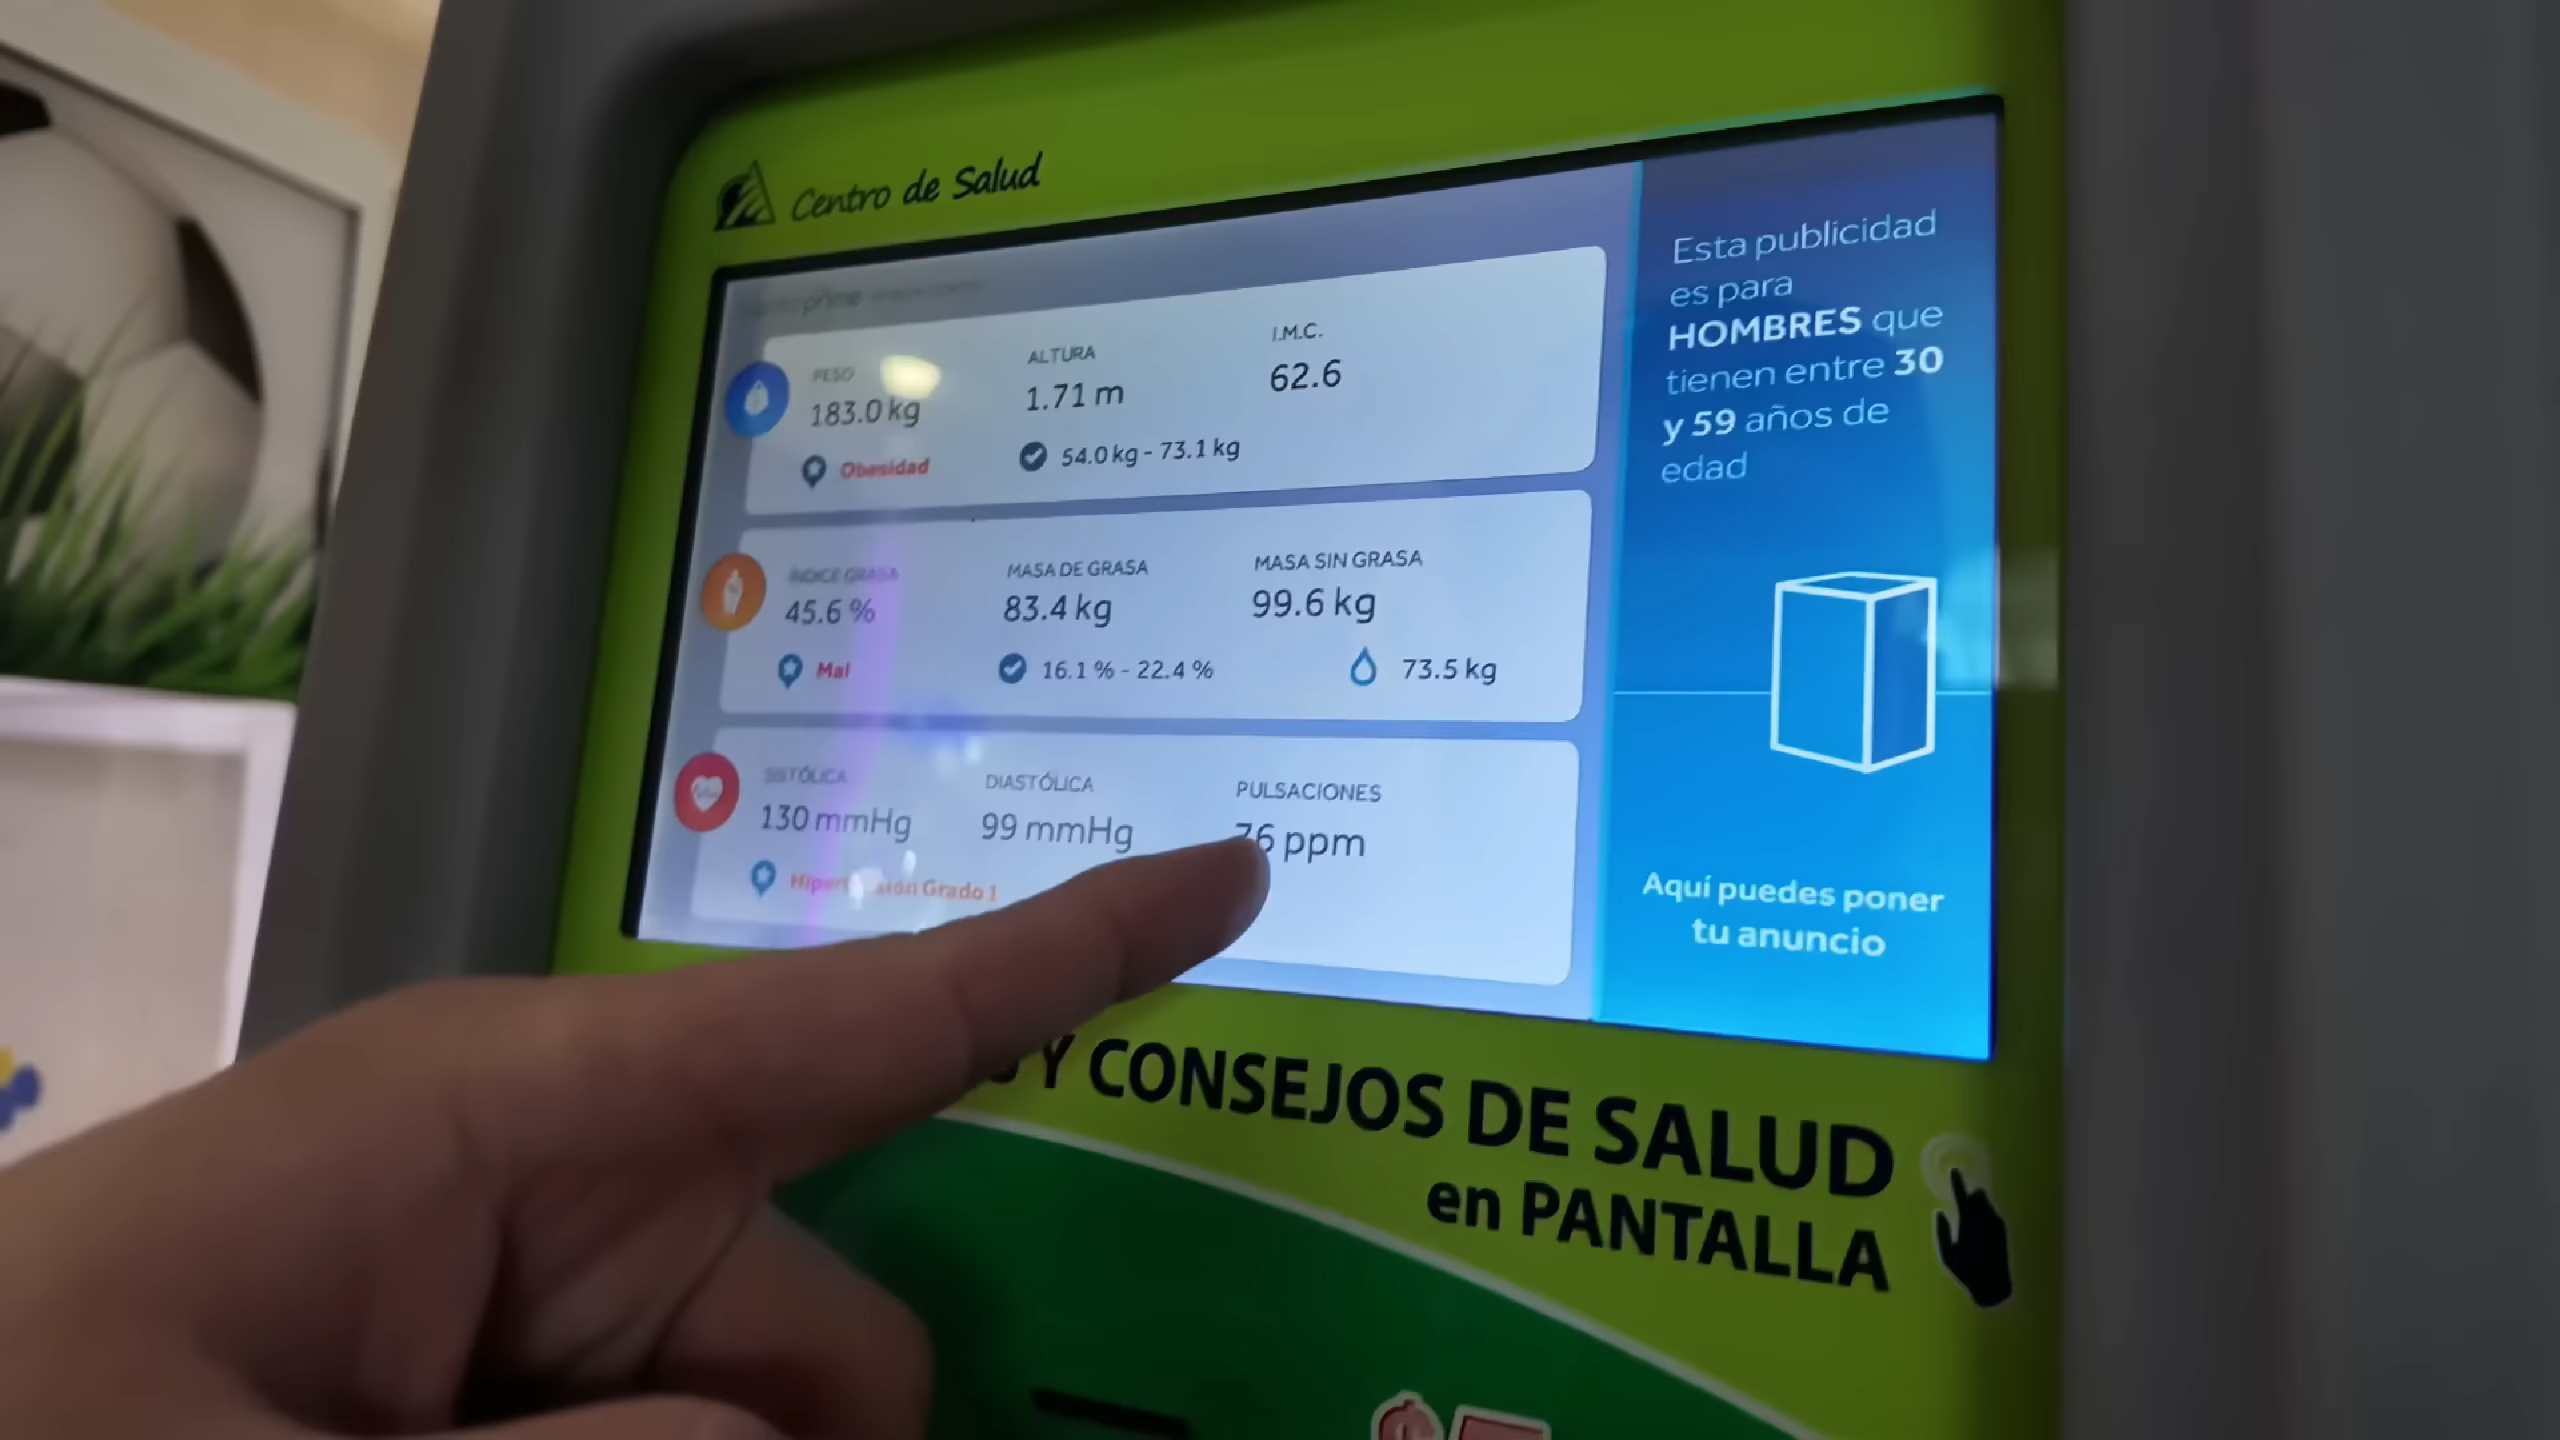 Centro de Salud
prime
PESO ALTURA I.M.C.
183.0 kg 1.71 m 62.6
Obesidad 54.0 kg - 73.1 kg
ÍNDICE GRASA MASA DE GRASA MASA SIN GRASA
45.6 % 83.4 kg 99.6 kg
Mal 16.1 % - 22.4 % 73.5 kg
SISTÓLICA DIASTÓLICA PULSACIONES
130 mmHg 99 mmHg 76 ppm
Grado 1
Esta publicidad
es para
HOMBRES que
tienen entre 30
y 59 años de
edad
Aquí puedes poner
tu anuncio
Y CONSEJOS DE SALUD
en PANTALLA